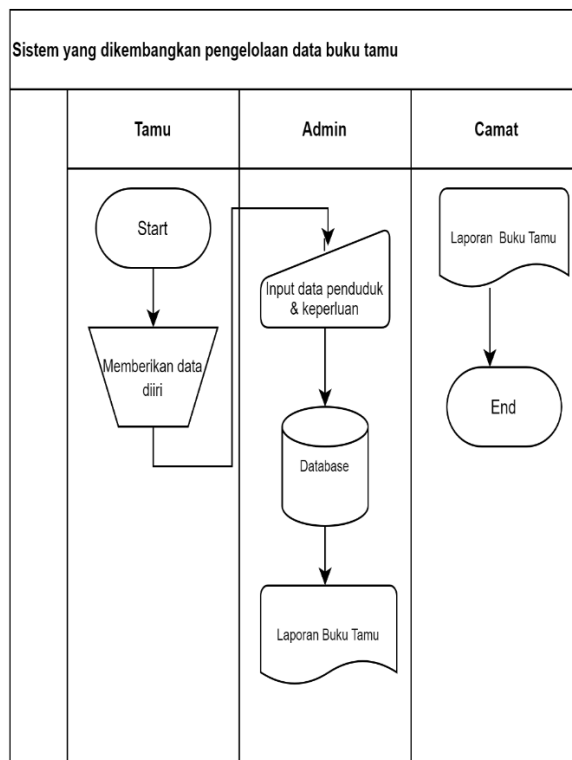 Sistem yang dikembangkan pengelolaan data buku tamu
Tamu
Admin
Camat
Start
Memberikan data
diiri
Input data penduduk
& keperluan
Database
Laporan Buku Tamu
Laporan Buku Tamu
End